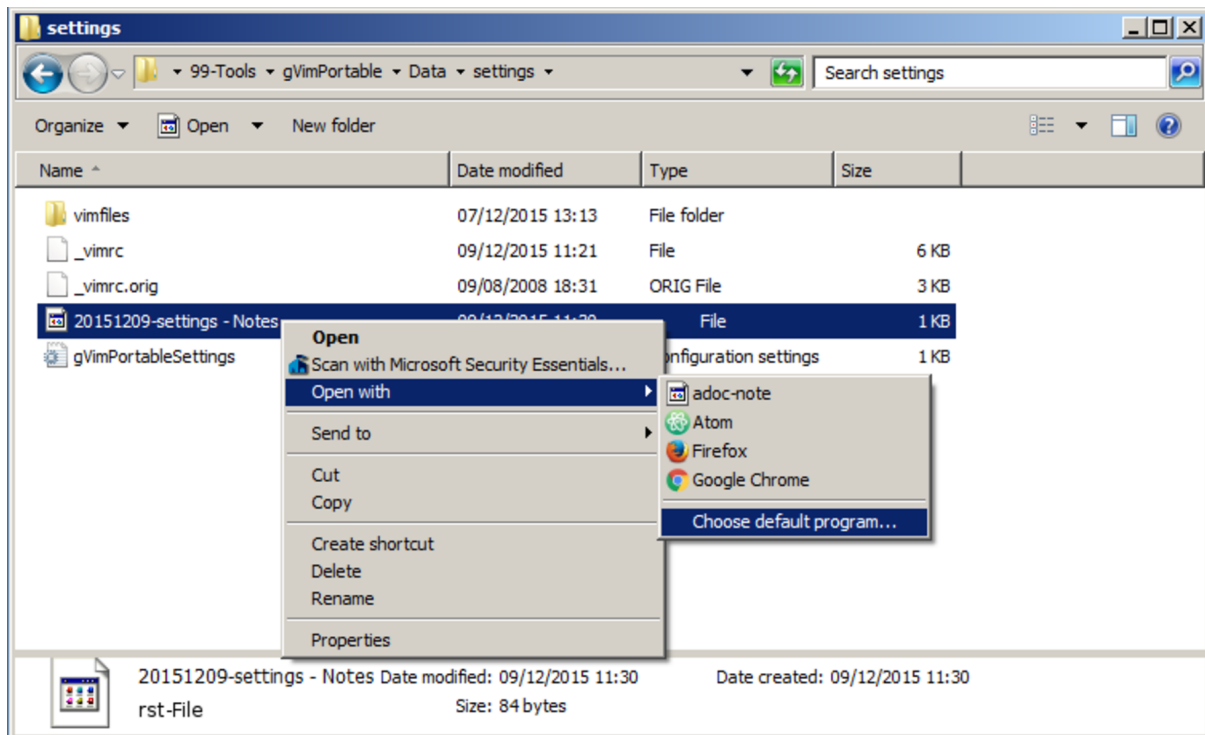 settings
99-Tools gVimPortable Data settings Search settings
Organize Open New folder
Name Date modified Type Size
vimfiles 07/12/2015 13:13 File folder
_vimrc 09/12/2015 11:21 File 6 KB
_vimrc.orig 09/08/2008 18:31 ORIG File 3 KB
20151209-settings - Notes File 1 KB
gVimPortableSettings onfiguration settings 1 KB
Open
Scan with Microsoft Security Essentials...
Open with
Send to
Cut
Copy
Create shortcut
Delete
Rename
Properties
adoc-note
Atom
Firefox
Google Chrome
Choose default program...
20151209-settings - Notes Date modified: 09/12/2015 11:30 Date created: 09/12/2015 11:30
rst-File Size: 84 bytes